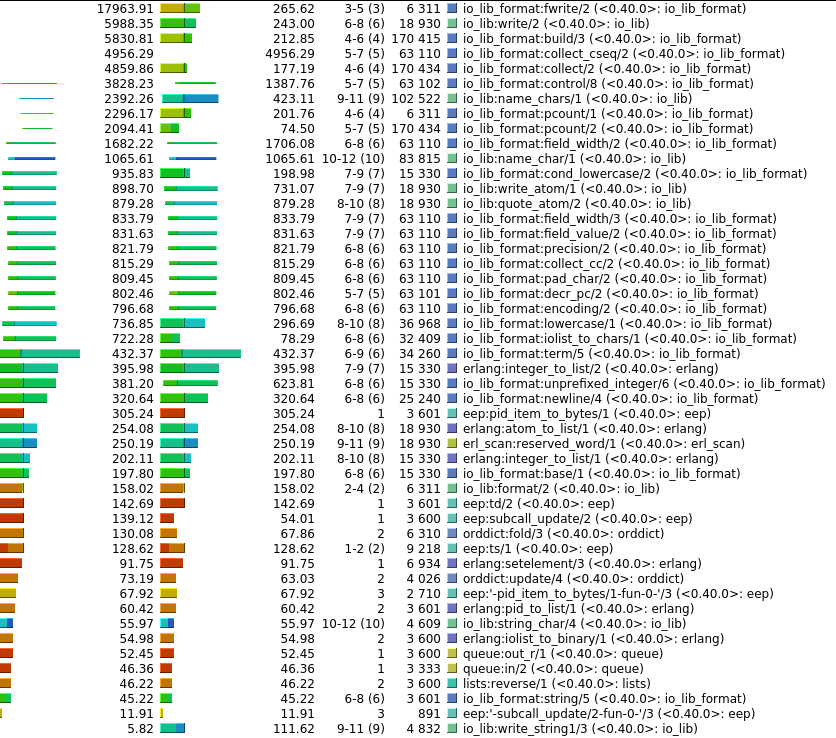 17963.91 265.62 3-5 (3) 6 311 io_lib_format:fwrite/2 (<0.40.0>: io_lib_format)
5988.35 243.00 6-8 (6) 18 930 io_lib:write/2 (<0.40.0>: io_lib)
5830.81 212.85 4-6 (4) 170 415 io_lib_format:build/3 (<0.40.0>: io_lib_format)
4956.29 4956.29 5-7 (5) 63 110 io_lib_format:collect_cseq/2 (<0.40.0>: io_lib_format)
4859.86 177.19 4-6 (4) 170 434 io_lib_format:collect/2 (<0.40.0>: io_lib_format)
3828.23 1387.76 5-7 (5) 63 102 io_lib_format:control/8 (<0.40.0>: io_lib_format)
2392.26 423.11 9-11 (9) 102 522 io_lib:name_chars/1 (<0.40.0>: io_lib)
2296.17 201.76 4-6 (4) 6 311 io_lib_format:pcount/1 (<0.40.0>: io_lib_format)
2094.41 74.50 5-7 (5) 170 434 io_lib_format:pcount/2 (<0.40.0>: io_lib_format)
1682.22 1706.08 6-8 (6) 63 110 io_lib_format:field_width/2 (<0.40.0>: io_lib_format)
1065.61 1065.61 10-12 (10) 83 815 io_lib:name_char/1 (<0.40.0>: io_lib)
935.83 198.98 7-9 (7) 15 330 io_lib_format:cond_lowercase/2 (<0.40.0>: io_lib_format)
898.70 731.07 7-9 (7) 18 930 io_lib:write_atom/1 (<0.40.0>: io_lib)
879.28 879.28 8-10 (8) 18 930 io_lib:quote_atom/2 (<0.40.0>: io_lib)
833.79 833.79 7-9 (7) 63 110 io_lib_format:field_width/3 (<0.40.0>: io_lib_format)
831.63 831.63 7-9 (7) 63 110 io_lib_format:field_value/2 (<0.40.0>: io_lib_format)
821.79 821.79 6-8 (6) 63 110 io_lib_format:precision/2 (<0.40.0>: io_lib_format)
815.29 815.29 6-8 (6) 63 110 io_lib_format:collect_cc/2 (<0.40.0>: io_lib_format)
809.45 809.45 6-8 (6) 63 110 io_lib_format:pad_char/2 (<0.40.0>: io_lib_format)
802.46 802.46 5-7 (5) 63 101 io_lib_format:decr_pc/2 (<0.40.0>: io_lib_format)
796.68 796.68 6-8 (6) 63 110 io_lib_format:encoding/2 (<0.40.0>: io_lib_format)
736.85 296.69 8-10 (8) 36 968 io_lib_format:lowercase/1 (<0.40.0>: io_lib_format)
722.28 78.29 6-8 (6) 32 409 io_lib_format:iolist_to_chars/1 (<0.40.0>: io_lib_format)
432.37 432.37 6-9 (6) 34 260 io_lib_format:term/5 (<0.40.0>: io_lib_format)
395.98 395.98 7-9 (7) 15 330 erlang:integer_to_list/2 (<0.40.0>: erlang)
381.20 623.81 6-8 (6) 15 330 io_lib_format:unprefixed_integer/6 (<0.40.0>: io_lib_format)
320.64 320.64 6-8 (6) 25 240 io_lib_format:newline/4 (<0.40.0>: io_lib_format)
305.24 305.24 1 3 601 eep:pid_item_to_bytes/1 (<0.40.0>: eep)
254.08 254.08 8-10 (8) 18 930 erlang:atom_to_list/1 (<0.40.0>: erlang)
250.19 250.19 9-11 (9) 18 930 erl_scan:reserved_word/1 (<0.40.0>: erl_scan)
202.11 202.11 8-10 (8) 15 330 erlang:integer_to_list/1 (<0.40.0>: erlang)
197.80 197.80 6-8 (6) 15 330 io_lib_format:base/1 (<0.40.0>: io_lib_format)
158.02 158.02 2-4 (2) 6 311 io_lib:format/2 (<0.40.0>: io_lib)
142.69 142.69 1 3 601 eep:td/2 (<0.40.0>: eep)
139.12 54.01 1 3 600 eep:subcall_update/2 (<0.40.0>: eep)
130.08 67.86 2 6 310 orddict:fold/3 (<0.40.0>: orddict)
128.62 128.62 1-2 (2) 9 218 eep:ts/1 (<0.40.0>: eep)
91.75 91.75 1 6 934 erlang:setelement/3 (<0.40.0>: erlang)
73.19 63.03 2 4 026 orddict:update/4 (<0.40.0>: orddict)
67.92 67.92 3 2 710 eep:'-pid_item_to_bytes/1-fun-0-'/3 (<0.40.0>: eep)
60.42 60.42 2 3 601 erlang:pid_to_list/1 (<0.40.0>: erlang)
55.97 55.97 10-12 (10) 4 609 io_lib:string_char/4 (<0.40.0>: io_lib)
54.98 54.98 2 3 600 erlang:iolist_to_binary/1 (<0.40.0>: erlang)
52.45 52.45 1 3 600 queue:out_r/1 (<0.40.0>: queue)
46.36 46.36 1 3 333 queue:in/2 (<0.40.0>: queue)
46.22 46.22 2 3 600 lists:reverse/1 (<0.40.0>: lists)
45.22 45.22 6-8 (6) 3 601 io_lib_format:string/5 (<0.40.0>: io_lib_format)
11.91 11.91 3 891 eep:'-subcall_update/2-fun-0-'/3 (<0.40.0>: eep)
5.82 111.62 9-11 (9) 4 832 io_lib:write_string1/3 (<0.40.0>: io_lib)